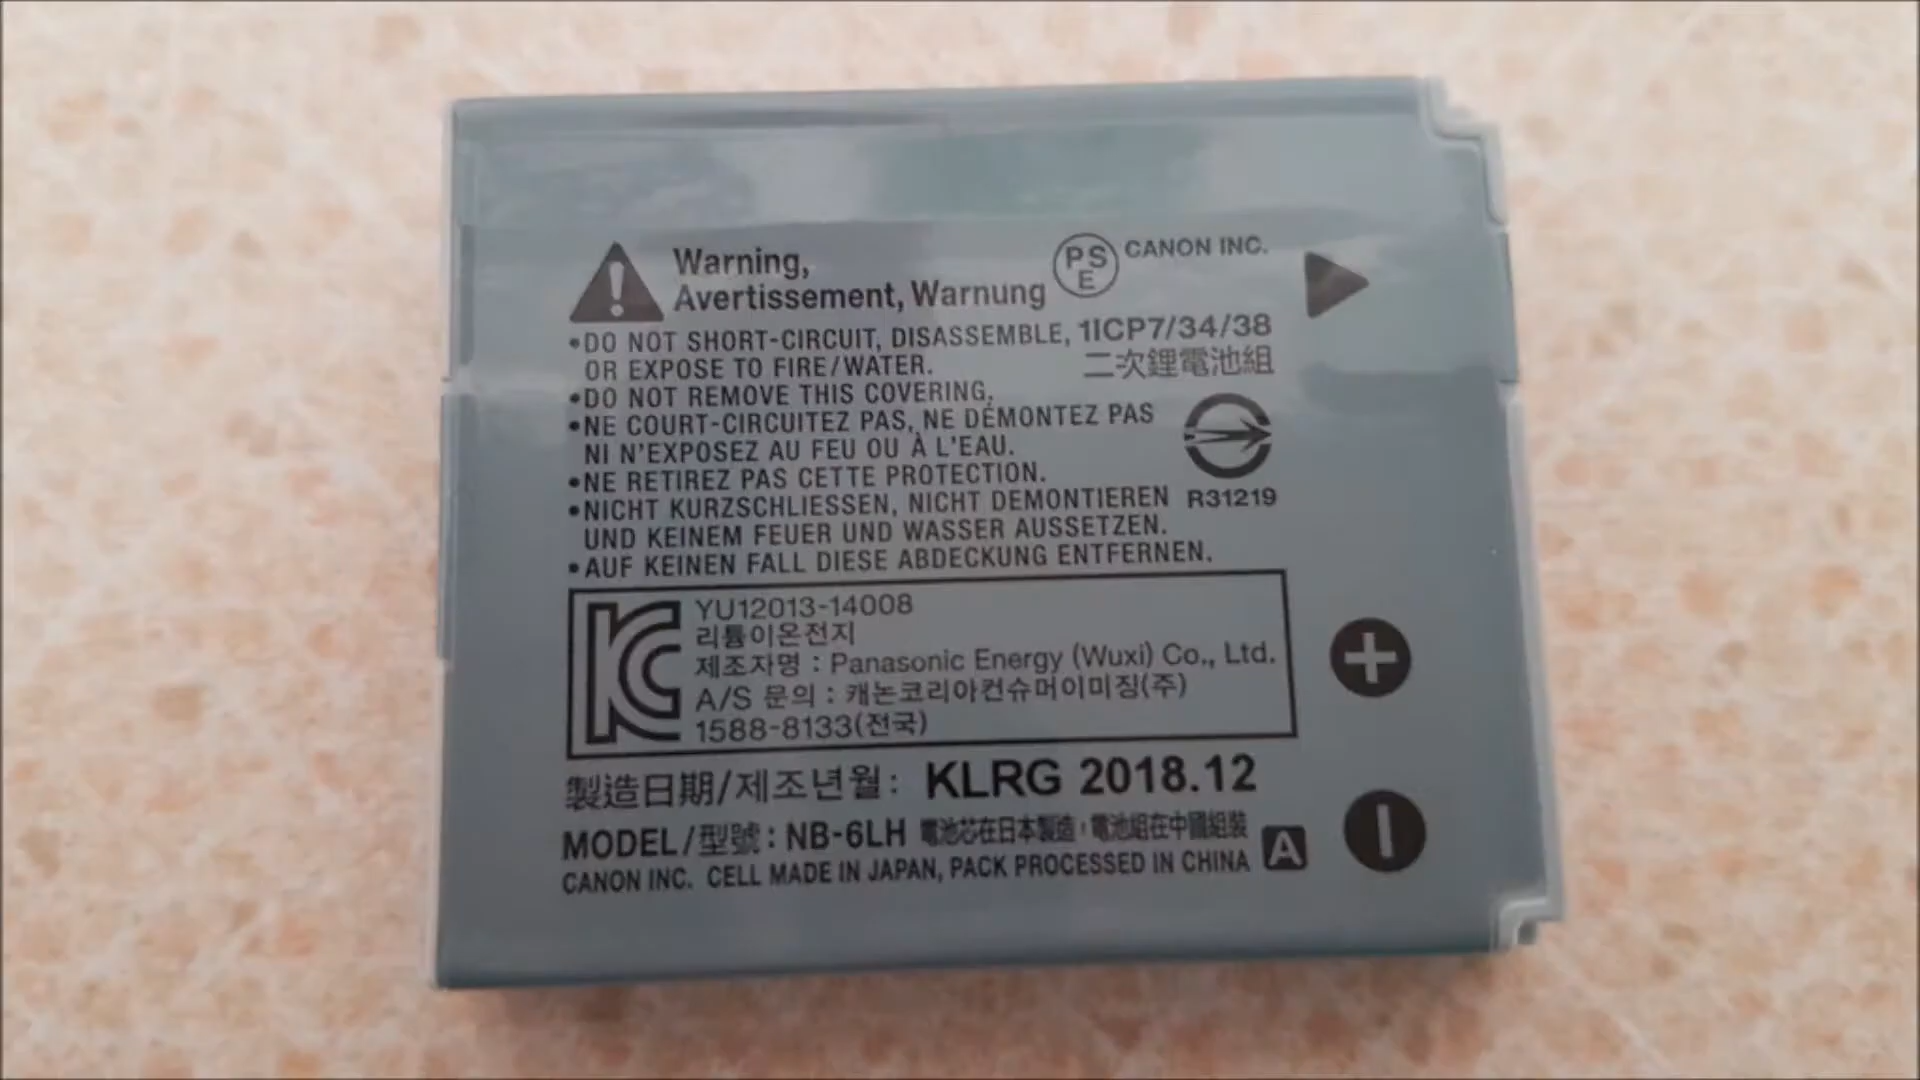 Warning,
Avertissement, Warnung
PSE
CANON INC.
•DO NOT SHORT-CIRCUIT, DISASSEMBLE,
OR EXPOSE TO FIRE/WATER.
1ICP7/34/38
二次鋰電池組
•DO NOT REMOVE THIS COVERING.
•NE COURT-CIRCUITEZ PAS, NE DÉMONTEZ PAS
NI N'EXPOSEZ AU FEU OU À L'EAU.
•NE RETIREZ PAS CETTE PROTECTION.
•NICHT KURZSCHLIESSEN, NICHT DEMONTIEREN
UND KEINEM FEUER UND WASSER AUSSETZEN.
R31219
•AUF KEINEN FALL DIESE ABDECKUNG ENTFERNEN.
KC
YU12013-14008
리튬이온전지
제조자명 : Panasonic Energy (Wuxi) Co., Ltd.
A/S 문의 : 캐논코리아컨슈머이미징(주)
1588-8133(전국)
製造日期/제조년월: KLRG 2018.12
MODEL/型號: NB-6LH 電池芯在日本製造，電池組在中國組裝
CANON INC. CELL MADE IN JAPAN, PACK PROCESSED IN CHINA
A